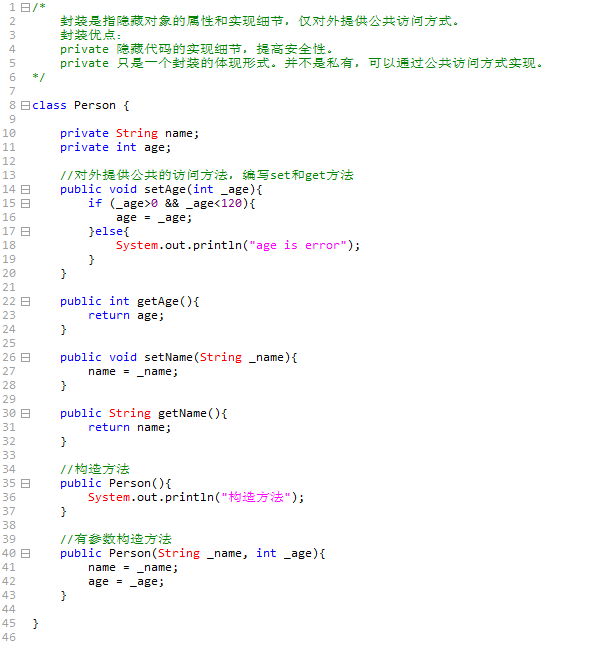 1 /*
2 封装是指隐藏对象的属性和实现细节，仅对外提供公共访问方式。
3 封装优点：
4 private 隐藏代码的实现细节，提高安全性。
5 private 只是一个封装的体现形式。并不是私有，可以通过公共访问方式实现。
6 */
7
8 class Person {
9
10 private String name;
11 private int age;
12
13 //对外提供公共的访问方法，编写set和get方法
14 public void setAge(int _age){
15 if (_age>0 && _age<120){
16 age = _age;
17 }else{
18 System.out.println("age is error");
19 }
20 }
21
22 public int getAge(){
23 return age;
24 }
25
26 public void setName(String _name){
27 name = _name;
28 }
29
30 public String getName(){
31 return name;
32 }
33
34 //构造方法
35 public Person(){
36 System.out.println("构造方法");
37 }
38
39 //有参数构造方法
40 public Person(String _name, int _age){
41 name = _name;
42 age = _age;
43 }
44
45 }
46